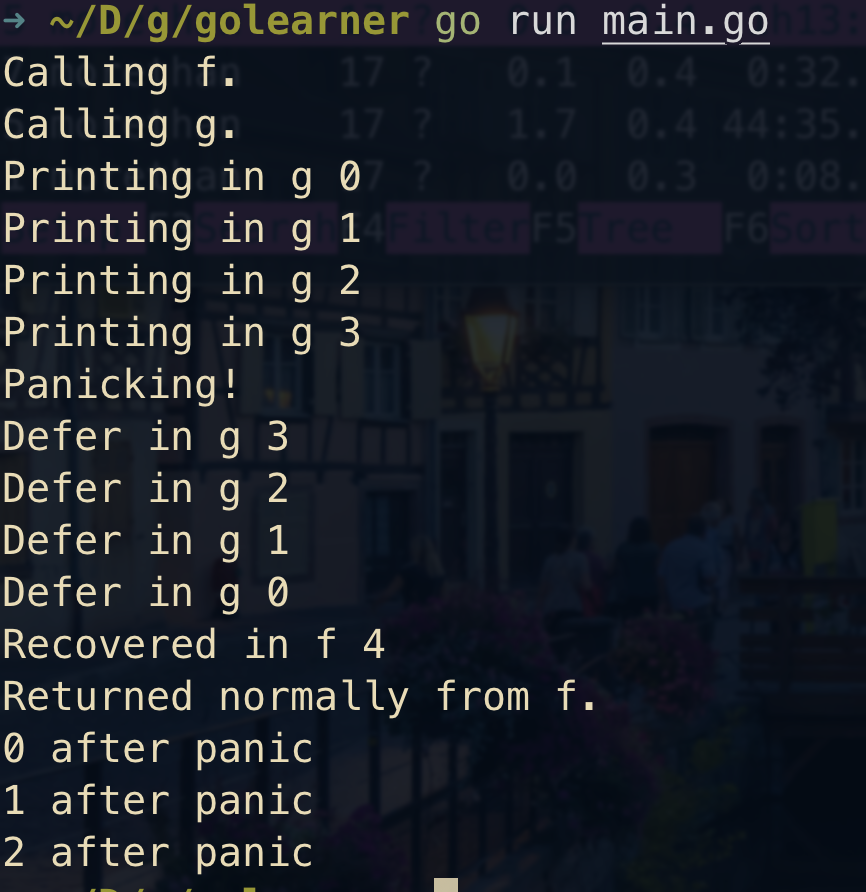 ➜ ~/D/g/golearner go run main.go
Calling f.
Calling g.
Printing in g 0
Printing in g 1
Printing in g 2
Printing in g 3
Panicking!
Defer in g 3
Defer in g 2
Defer in g 1
Defer in g 0
Recovered in f 4
Returned normally from f.
0 after panic
1 after panic
2 after panic